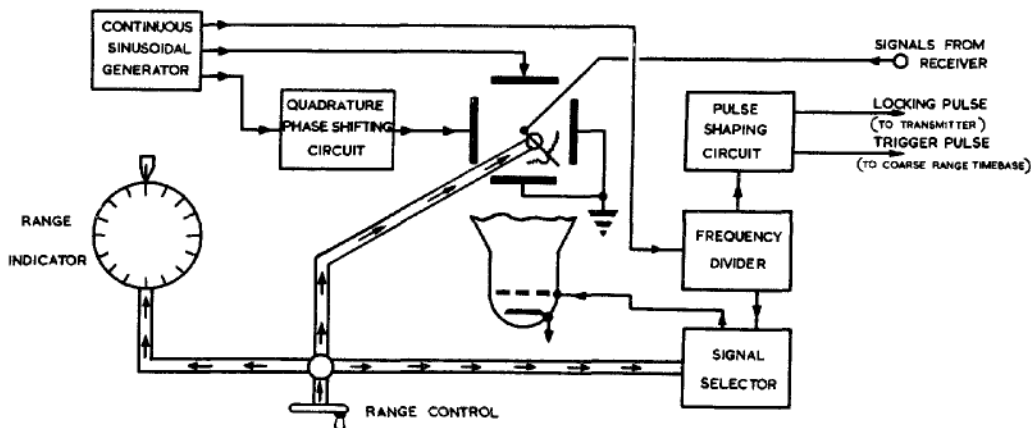 CONTINUOUS
SINUSOIDAL
GENERATOR
QUADRATURE
PHASE SHIFTING
CIRCUIT
SIGNALS FROM
RECEIVER
PULSE
SHAPING
CIRCUIT
LOCKING PULSE
(TO TRANSMITTER)
TRIGGER PULSE
(TO COARSE RANGE TIMEBASE)
RANGE
INDICATOR
FREQUENCY
DIVIDER
SIGNAL
SELECTOR
RANGE CONTROL